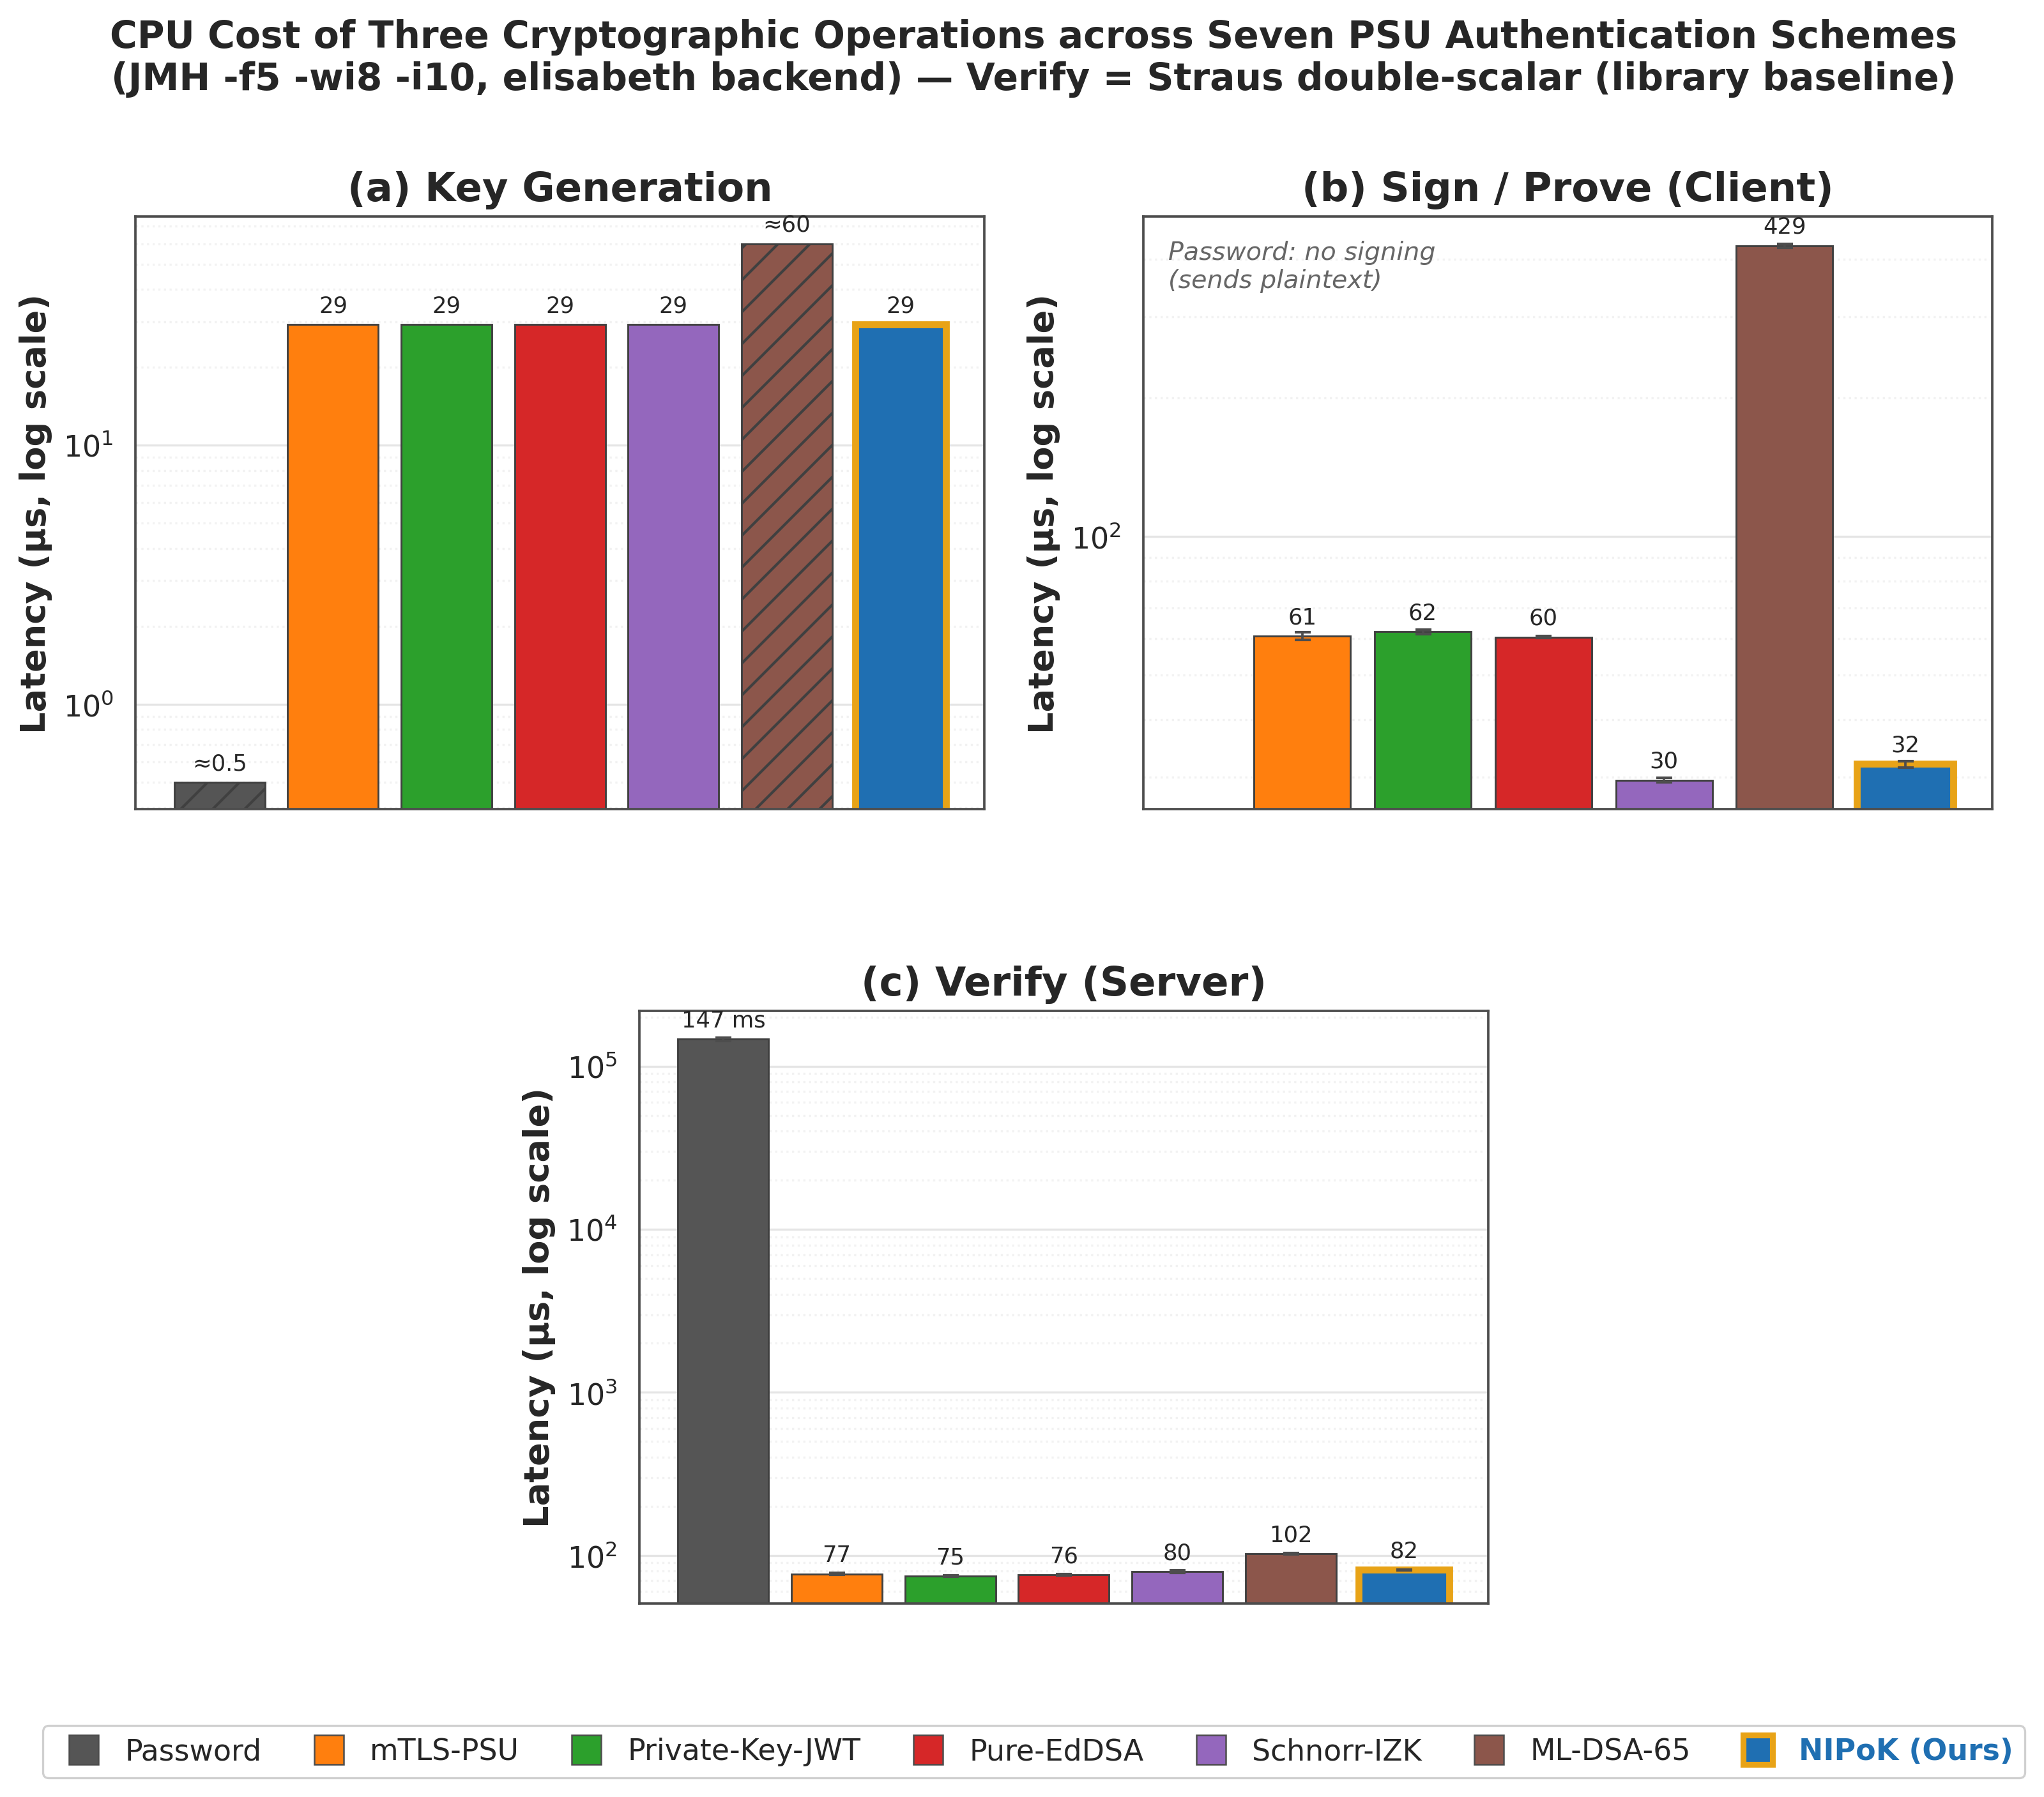 CPU Cost of Three Cryptographic Operations across Seven PSU Authentication Schemes
(JMH -f5 -wi8 -i10, elisabeth backend) — Verify = Straus double-scalar (library baseline)
(a) Key Generation
Latency (µs, log scale)
10¹
10⁰
≈0.5
29
29
29
29
≈60
29
(b) Sign / Prove (Client)
Latency (µs, log scale)
10²
Password: no signing
(sends plaintext)
61
62
60
30
429
32
(c) Verify (Server)
Latency (µs, log scale)
10⁵
10⁴
10³
10²
147 ms
77
75
76
80
102
82
Password
mTLS-PSU
Private-Key-JWT
Pure-EdDSA
Schnorr-IZK
ML-DSA-65
NIPoK (Ours)